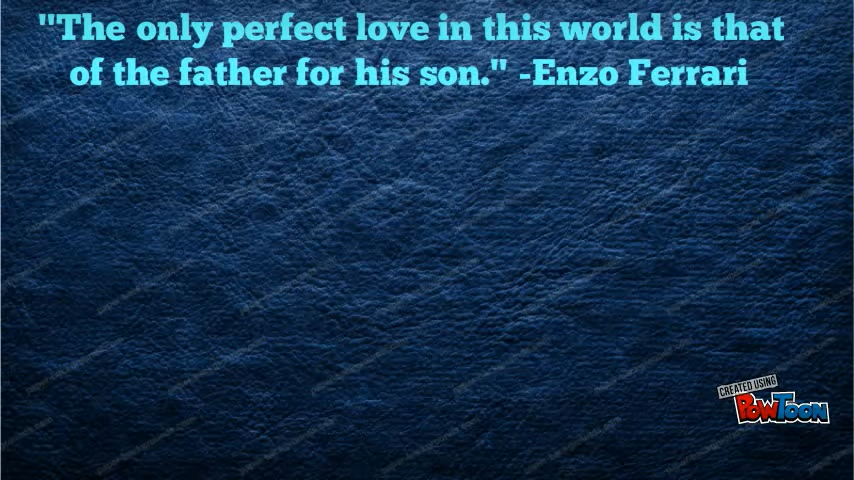 "The only perfect love in this world is that
of the father for his son." -Enzo Ferrari
CREATED USING
POWTOON